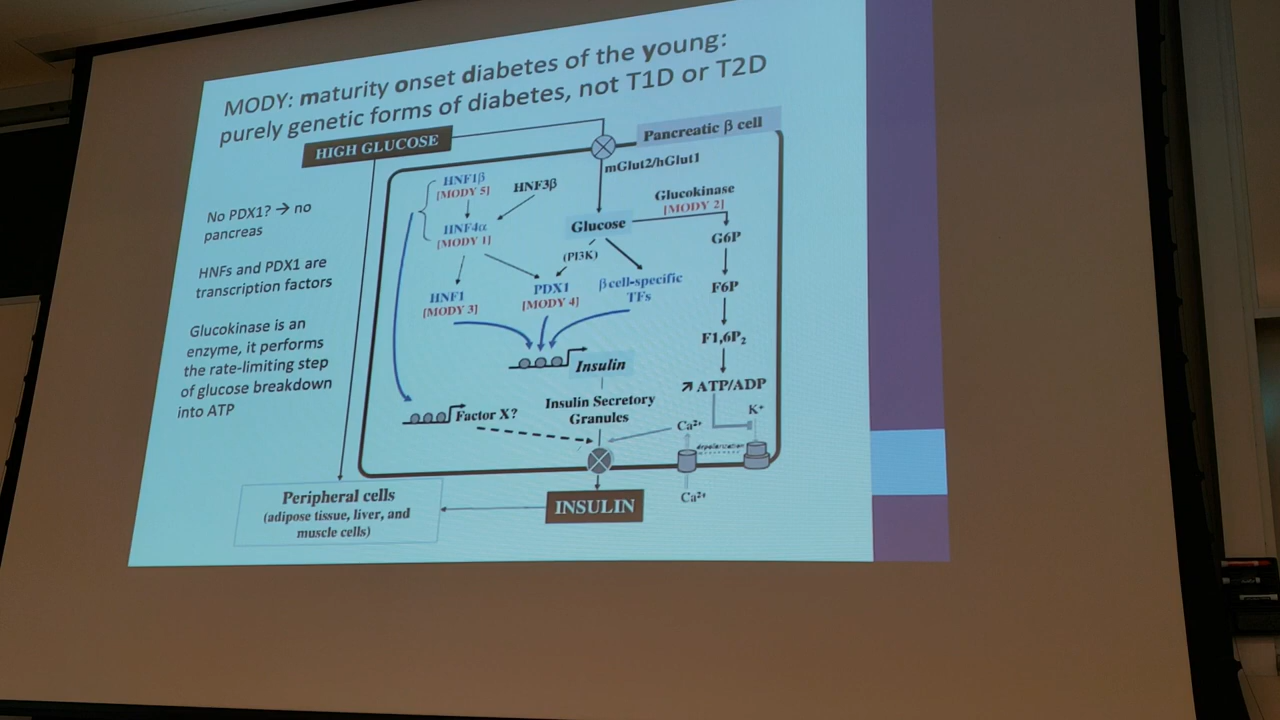 MODY: maturity onset diabetes of the young:
purely genetic forms of diabetes, not T1D or T2D
HIGH GLUCOSE
Pancreatic β cell
mGlut2/hGlut1
No PDX1? → no
pancreas
HNFs and PDX1 are
transcription factors
Glucokinase is an
enzyme, it performs
the rate-limiting step
of glucose breakdown
into ATP
HNF1β
[MODY 5]
HNF3β
HNF4α
[MODY 1]
HNF1
[MODY 3]
Glucose
(PI3K)
PDX1
[MODY 4]
β cell-specific
TFs
Glucokinase
[MODY 2]
G6P
F6P
F1,6P₂
↗ ATP/ADP
K⁺
Insulin
Insulin Secretory
Granules
Factor X?
Ca²⁺
depolarization
Ca²⁺
INSULIN
Peripheral cells
(adipose tissue, liver, and
muscle cells)